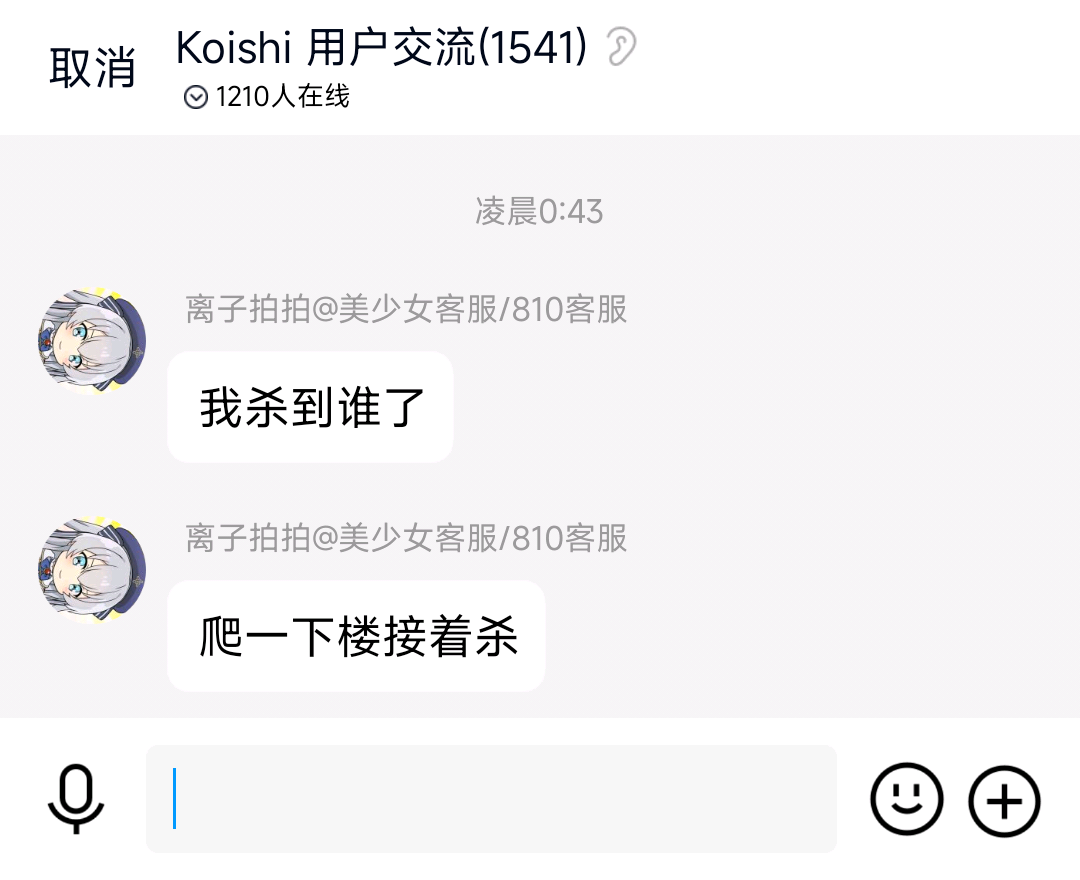 取消
Koishi 用户交流(1541)
1210人在线
凌晨0:43
离子拍拍@美少女客服/810客服
我杀到谁了
离子拍拍@美少女客服/810客服
爬一下楼接着杀